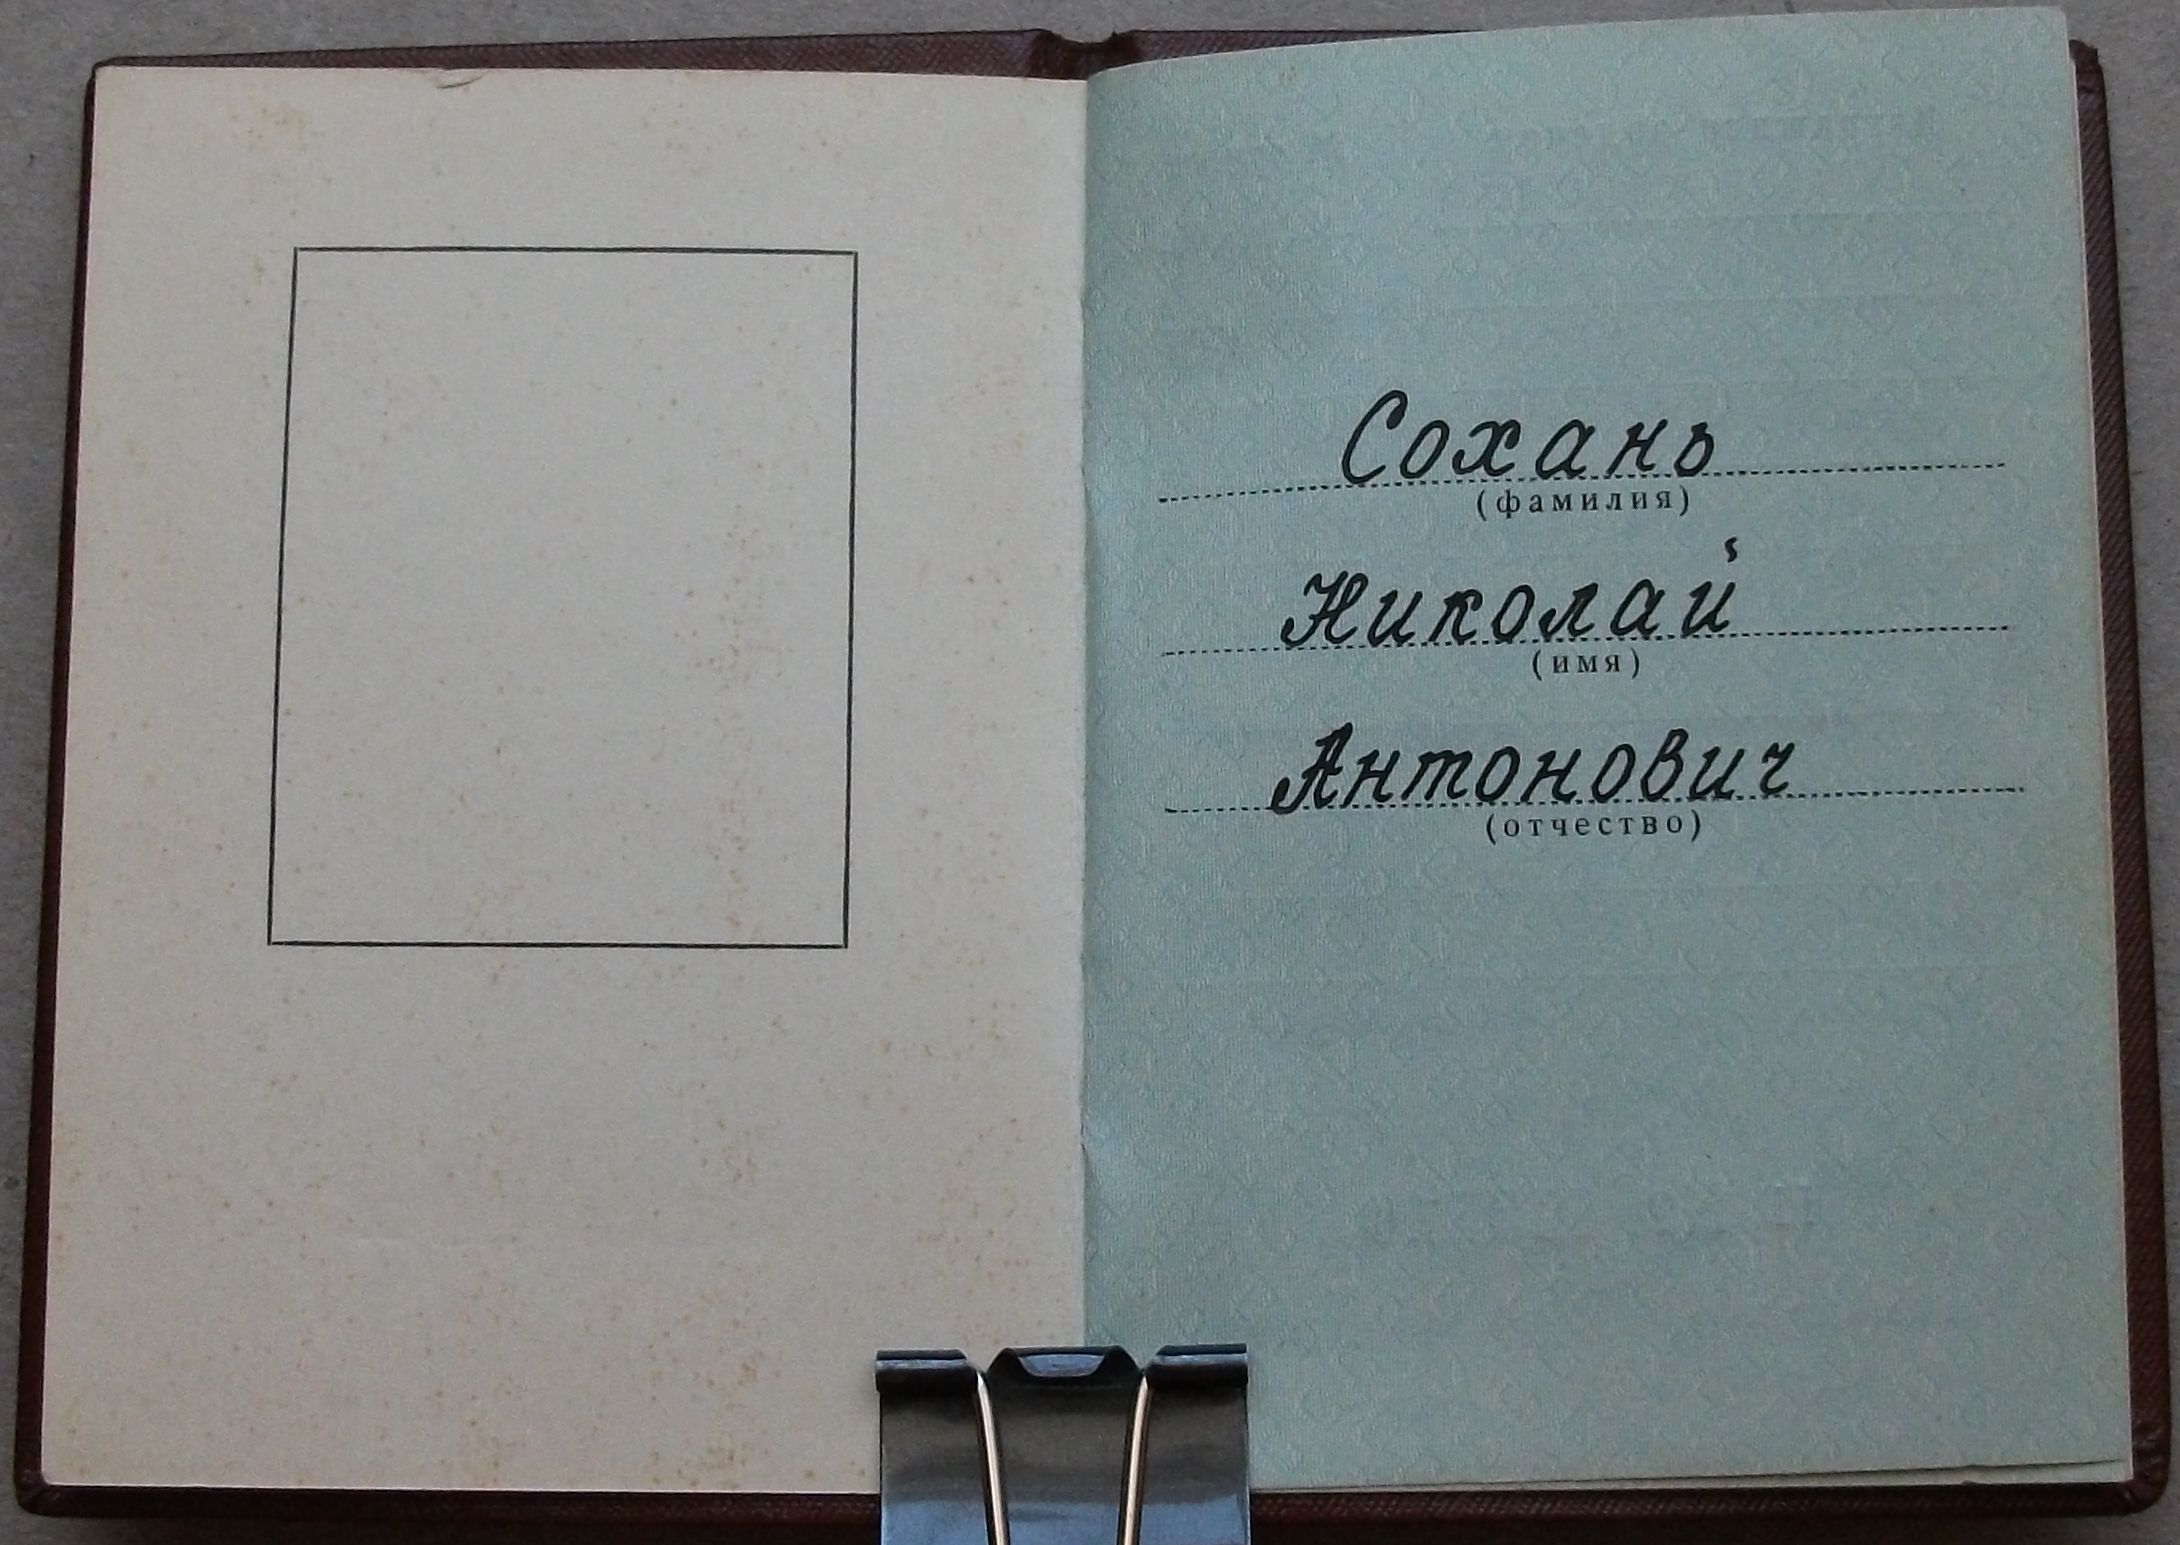 Сохань
(фамилия)
Николай
(имя)
Антонович
(отчество)